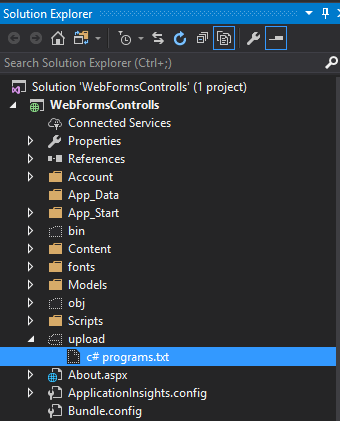 Solution Explorer
Search Solution Explorer (Ctrl+;)
Solution 'WebFormsControlls' (1 project)
WebFormsControlls
Connected Services
Properties
References
Account
App_Data
App_Start
bin
Content
fonts
Models
obj
Scripts
upload
c# programs.txt
About.aspx
ApplicationInsights.config
Bundle.config